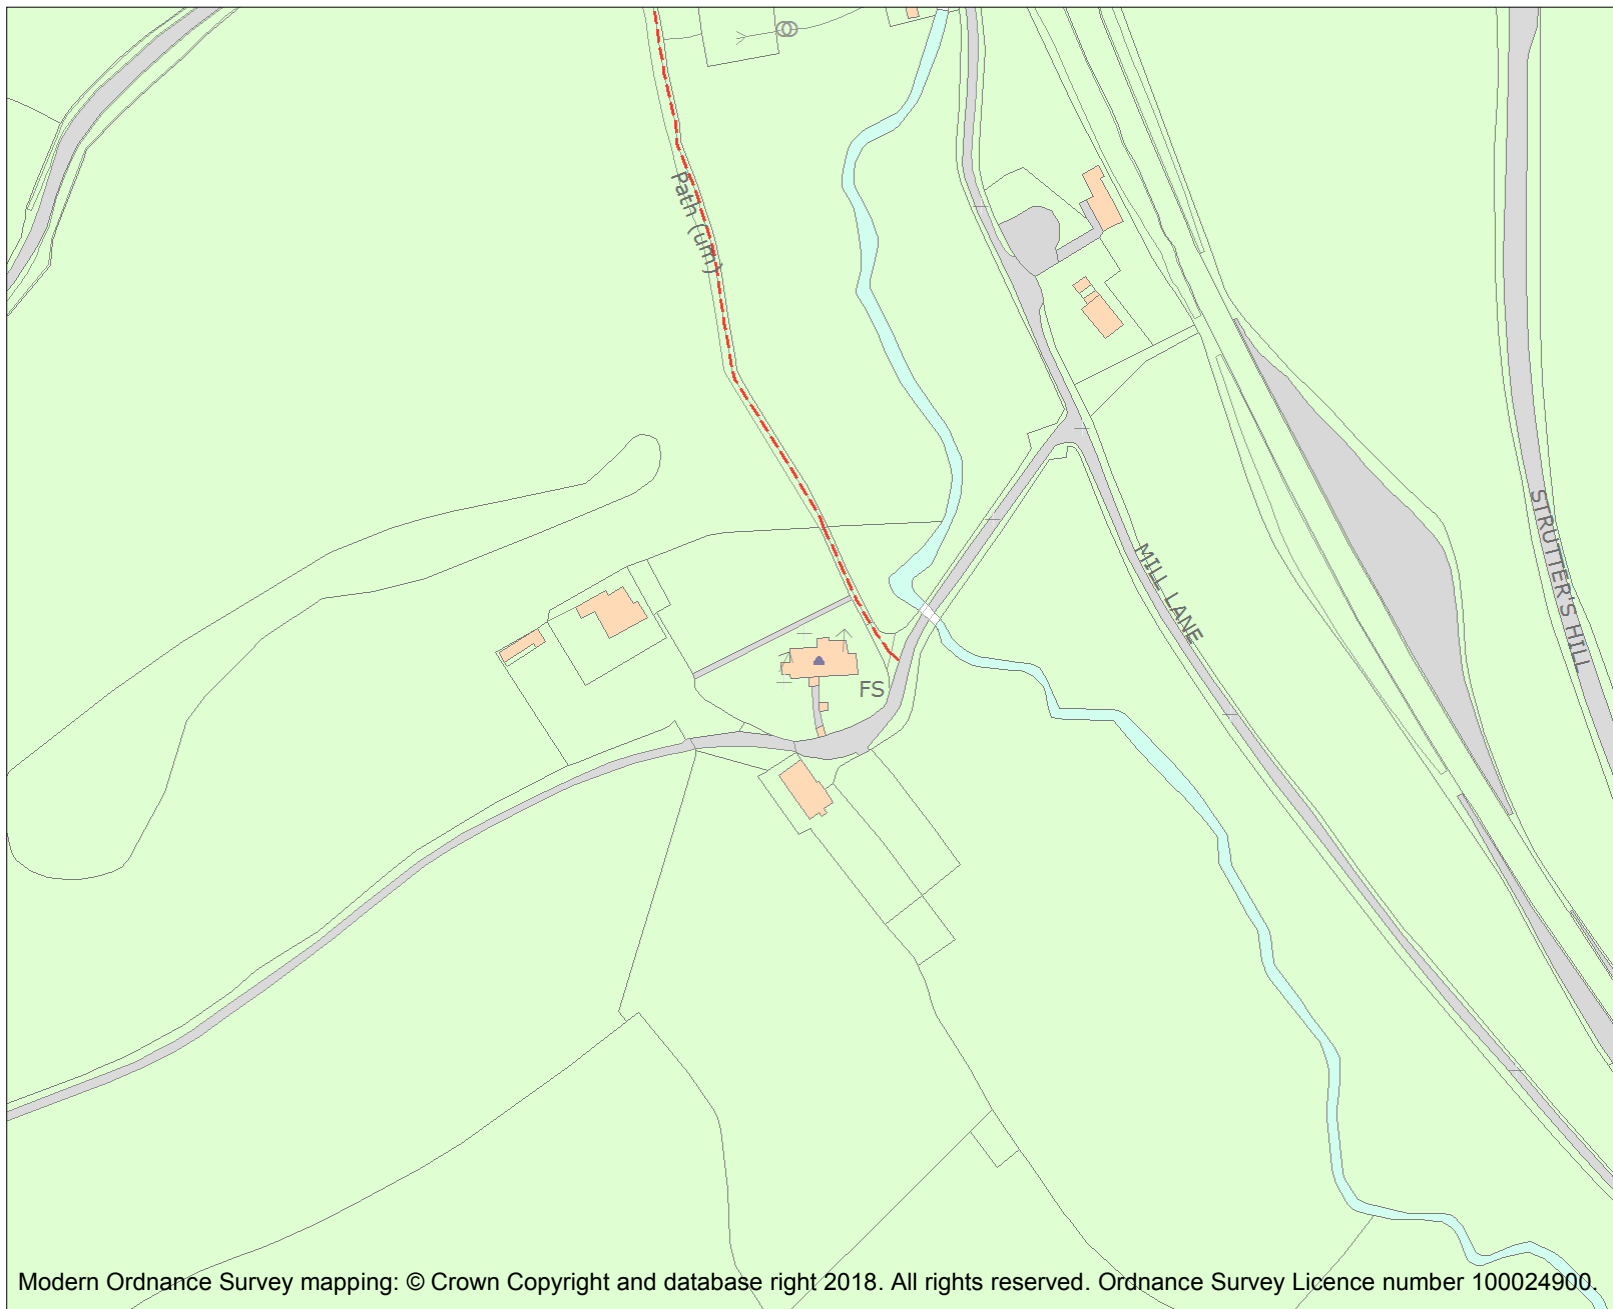 Path (um)
STRUTTER'S HILL
MILL LANE
FS
Modern Ordnance Survey mapping: © Crown Copyright and database right 2018. All rights reserved. Ordnance Survey Licence number 100024900.